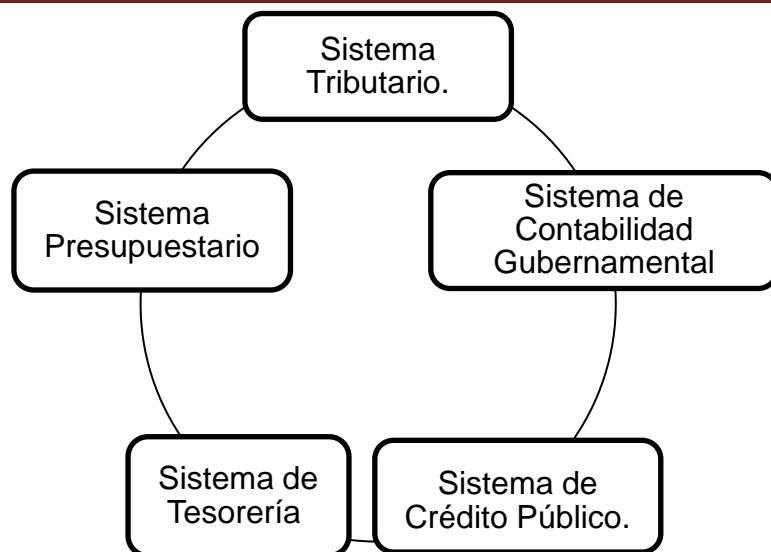 Sistema
Tributario.
Sistema
Presupuestario
Sistema de
Contabilidad
Gubernamental
Sistema de
Tesorería
Sistema de
Crédito Público.